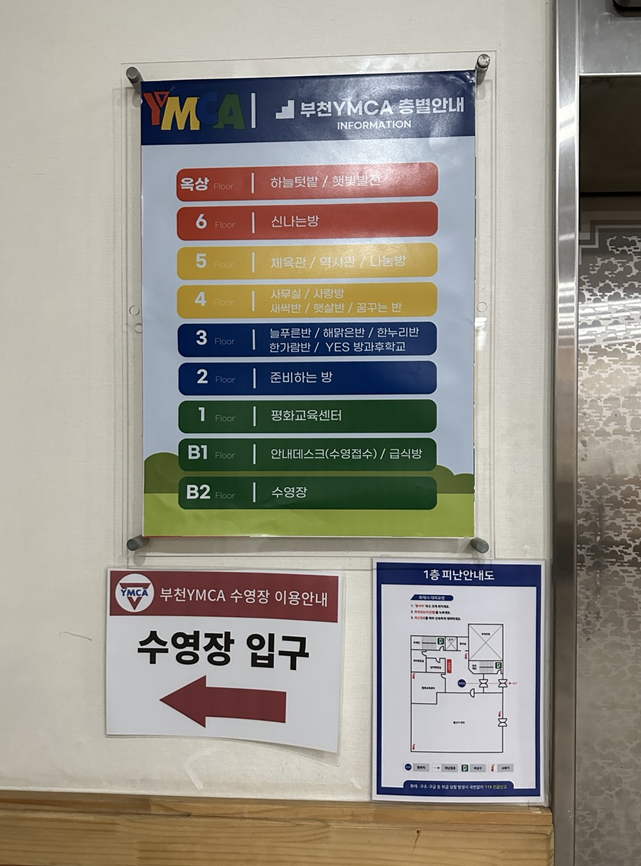 YMCA 부천YMCA 층별안내
INFORMATION
옥상 Floor 하늘텃밭 / 햇빛발전
6 Floor 신나는방
5 Floor 체육관 / 역사관 / 나눔방
4 Floor 사무실 / 사랑방
새싹반 / 햇살반 / 꿈꾸는 반
3 Floor 늘푸른반 / 해맑은반 / 한누리반
한가람반 / YES 방과후학교
2 Floor 준비하는 방
1 Floor 평화교육센터
B1 Floor 안내데스크(수영접수) / 급식방
B2 Floor 수영장
YMCA 부천YMCA 수영장 이용안내
수영장 입구
1층 피난안내도